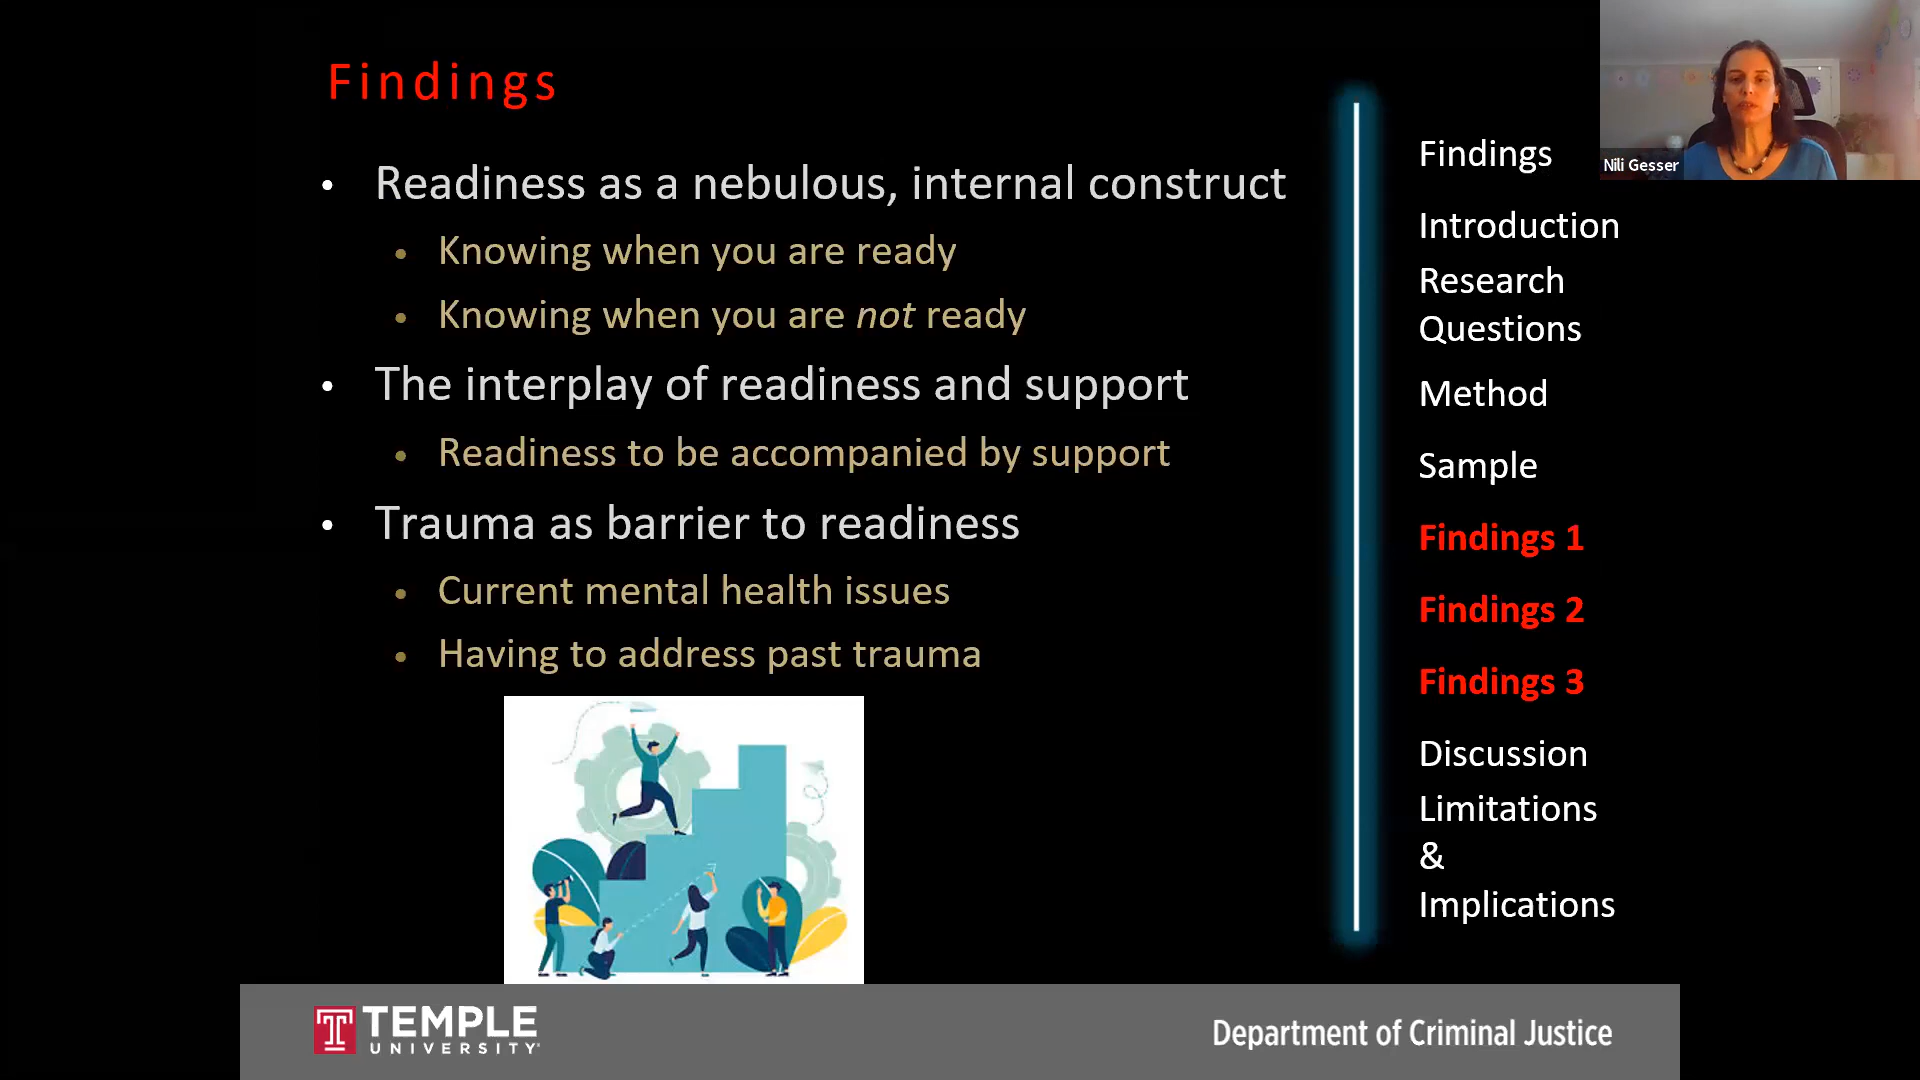 Findings
• Readiness as a nebulous, internal construct
• Knowing when you are ready
• Knowing when you are not ready
• The interplay of readiness and support
• Readiness to be accompanied by support
• Trauma as barrier to readiness
• Current mental health issues
• Having to address past trauma
Findings
Introduction
Research
Questions
Method
Sample
Findings 1
Findings 2
Findings 3
Discussion
Limitations
&
Implications
Nili Gesser
T TEMPLE
UNIVERSITY
Department of Criminal Justice